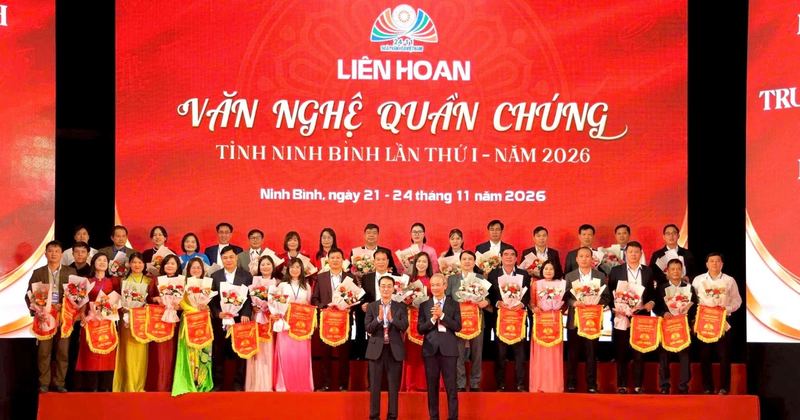 H
LIÊN HOAN
VĂN NGHỆ QUẦN CHÚNG
TỈNH NINH BÌNH LẦN THỨ I - NĂM 2026
Ninh Bình, ngày 21 - 24 tháng 11 năm 2026
TRU